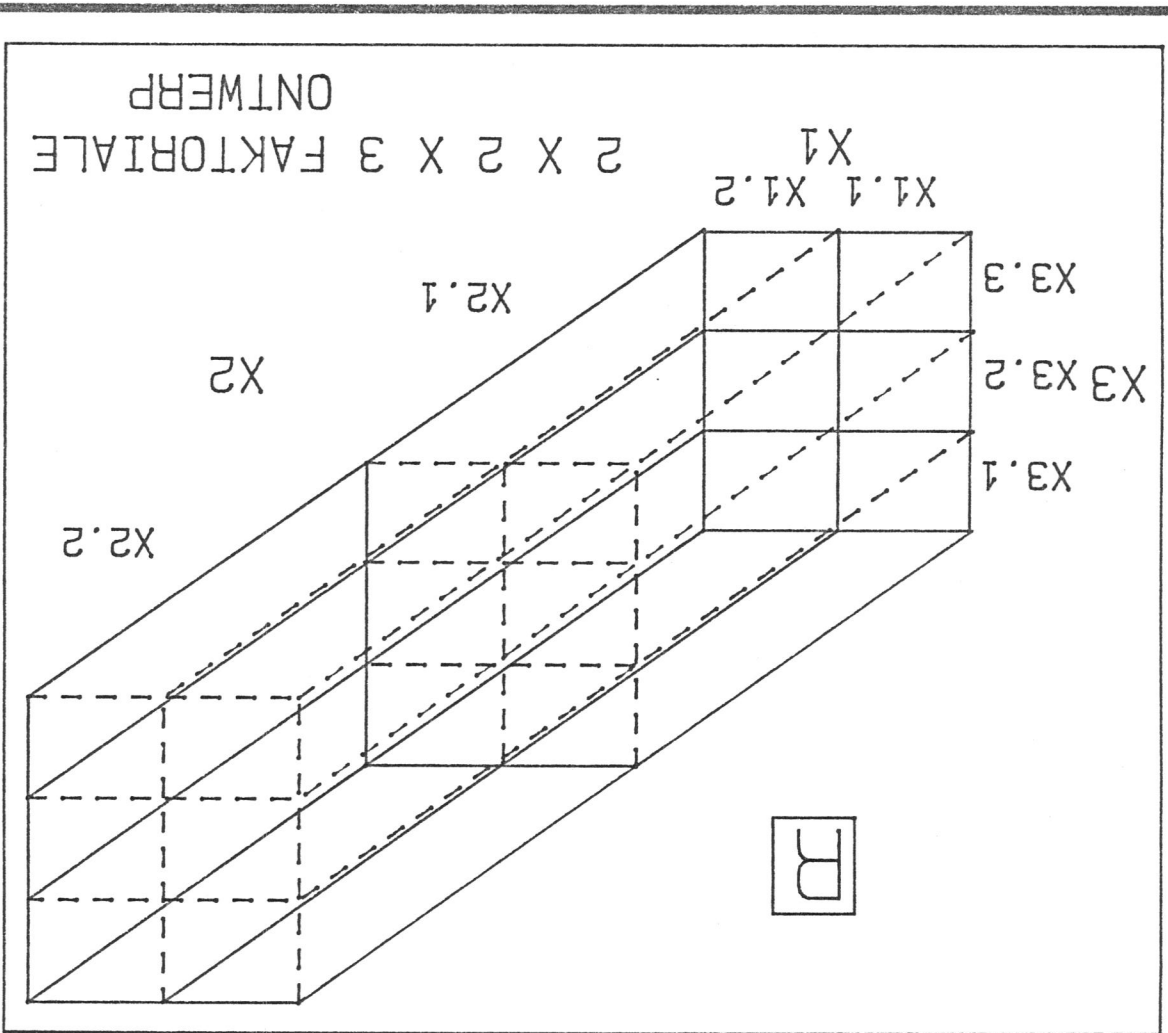 R
X2.2
X3.1
X3 X3.2
X2
X2.1
X3.3
X1.1 X1.2
X1
2 X 2 X 3 FAKTORIALE
ONTWERP